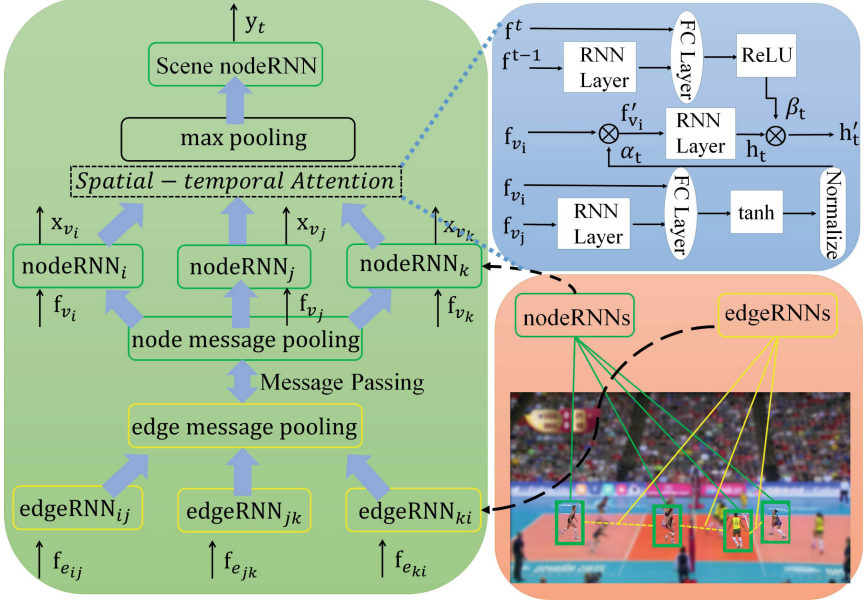 y_t
Scene nodeRNN
max pooling
Spatial-temporal Attention
x_{v_i}
x_{v_j}
x_{v_k}
nodeRNN_i
nodeRNN_j
nodeRNN_k
f_{v_i}
f_{v_j}
f_{v_k}
node message pooling
Message Passing
edge message pooling
edgeRNN_{ij}
edgeRNN_{jk}
edgeRNN_{ki}
f_{e_{ij}}
f_{e_{jk}}
f_{e_{ki}}
f^t
f^{t-1}
RNN
Layer
FC Layer
ReLU
β_t
f_{v_i}
⊗
f'_{v_i}
α_t
RNN
Layer
h_t
⊗
h'_t
f_{v_i}
f_{v_j}
RNN
Layer
FC Layer
tanh
Normalize
nodeRNNs
edgeRNNs